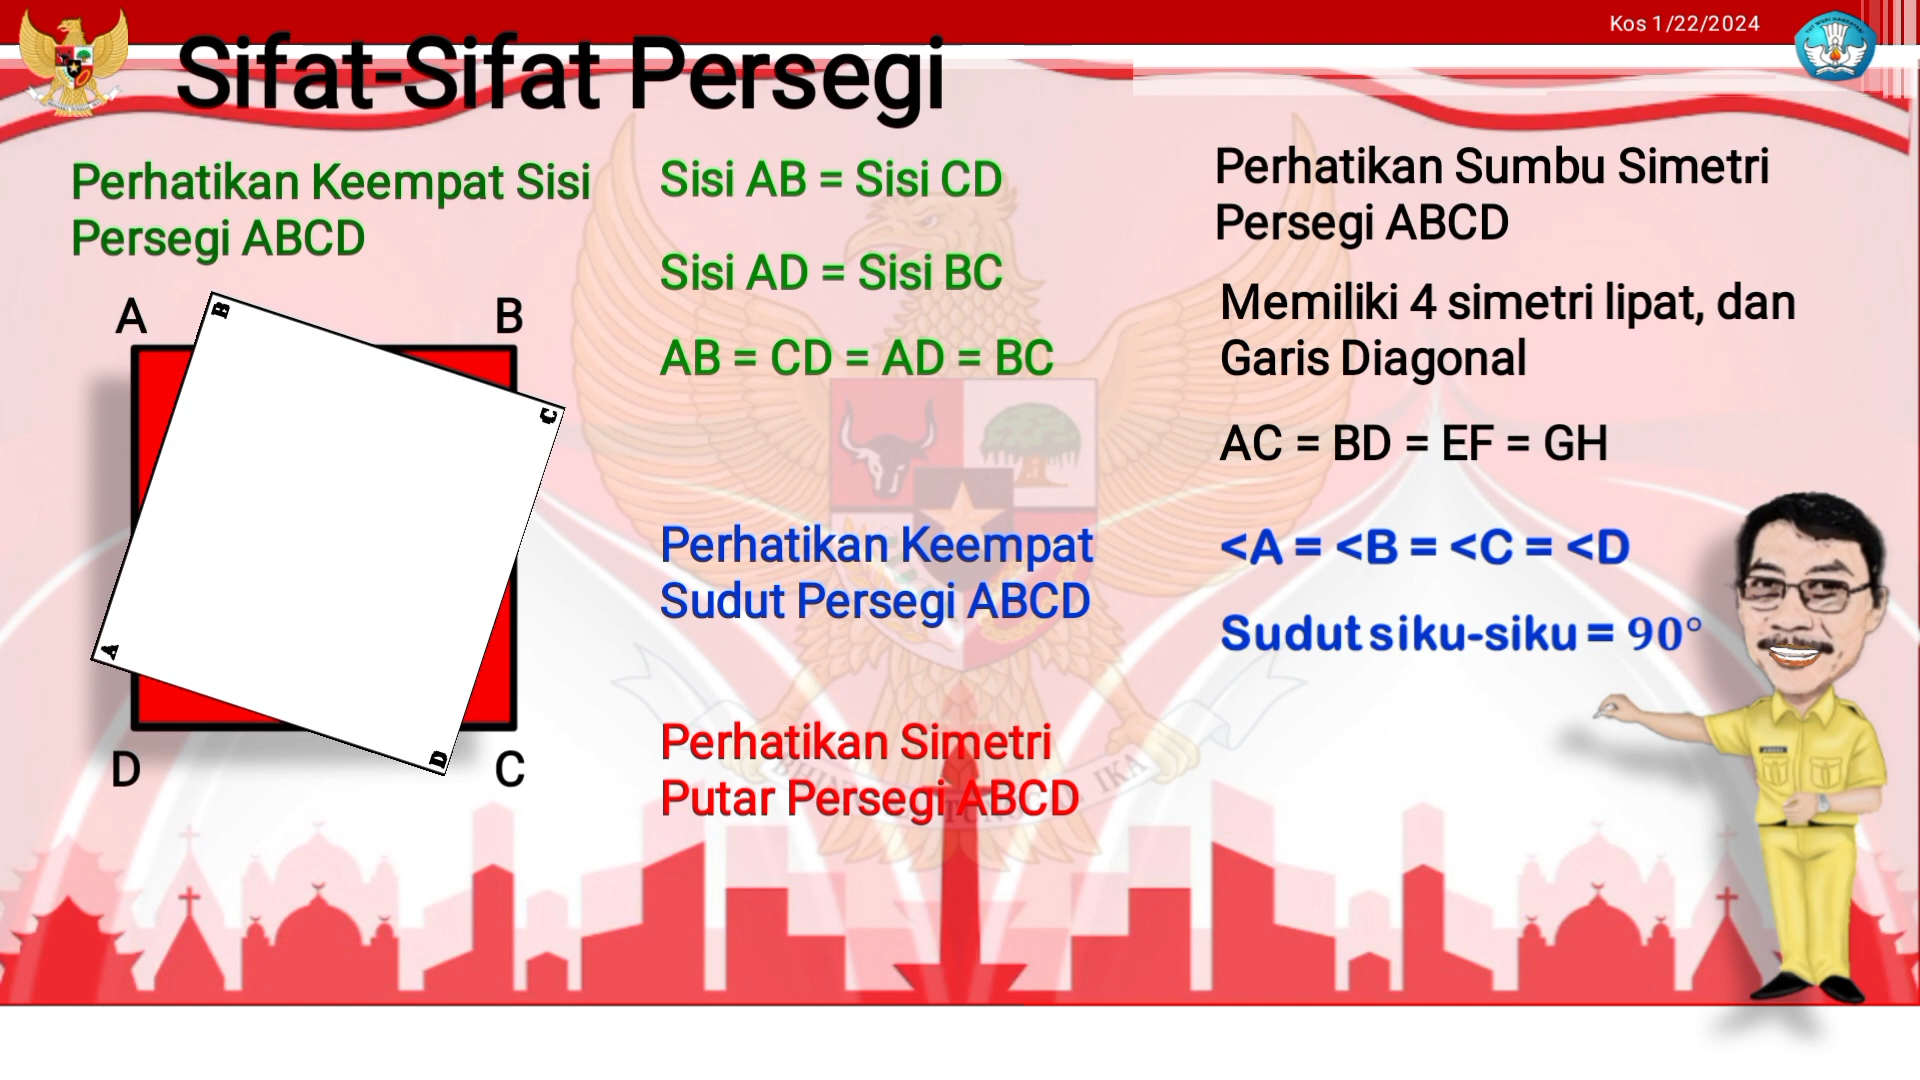 Kos 1/22/2024
Sifat-Sifat Persegi
Perhatikan Keempat Sisi
Persegi ABCD
A
B
B
C
A
D
D
C
Sisi AB = Sisi CD
Sisi AD = Sisi BC
AB = CD = AD = BC
Perhatikan Keempat
Sudut Persegi ABCD
Perhatikan Simetri
Putar Persegi ABCD
Perhatikan Sumbu Simetri
Persegi ABCD
Memiliki 4 simetri lipat, dan
Garis Diagonal
AC = BD = EF = GH
<A = <B = <C = <D
Sudut siku-siku = 90°
IKA